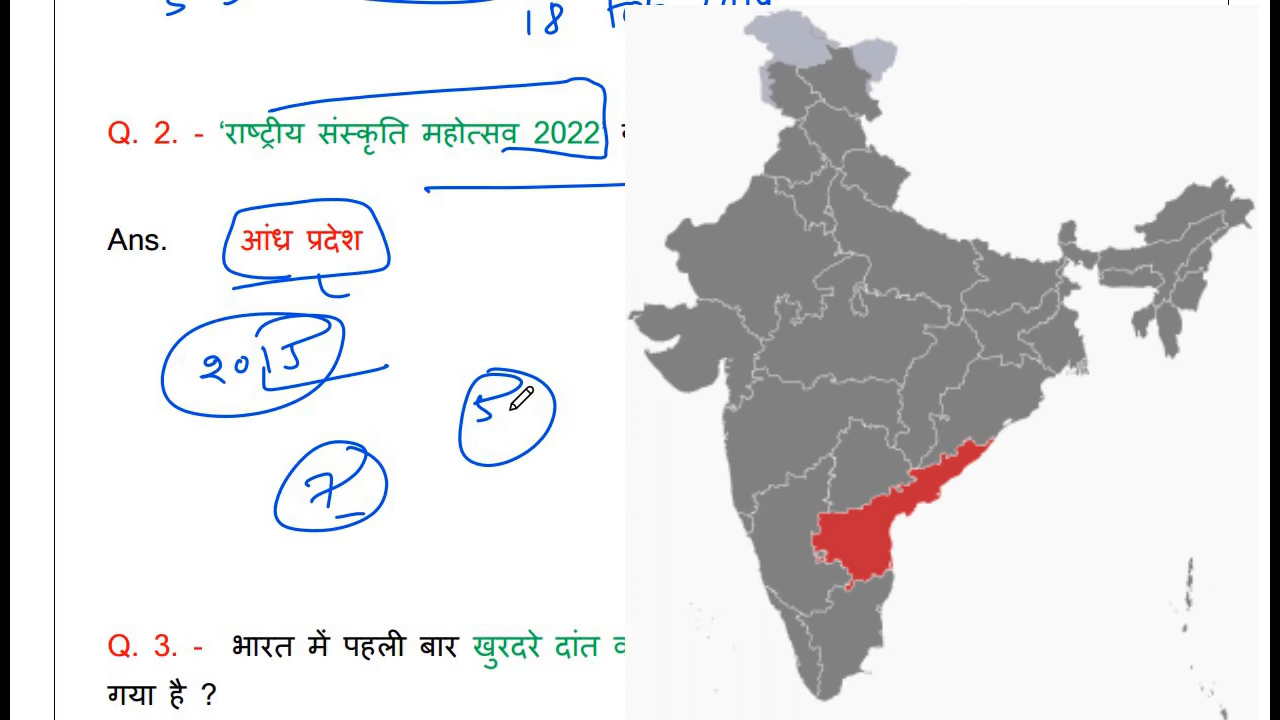 18
Q. 2. - 'राष्ट्रीय संस्कृति महोत्सव 2022'
Ans. आंध्र प्रदेश
2015
5
7
Q. 3. - भारत में पहली बार खुरदरे दांत
गया है ?